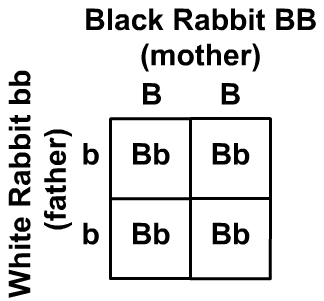 Black Rabbit BB
(mother)
B B
White Rabbit bb
(father)
b Bb Bb
b Bb Bb